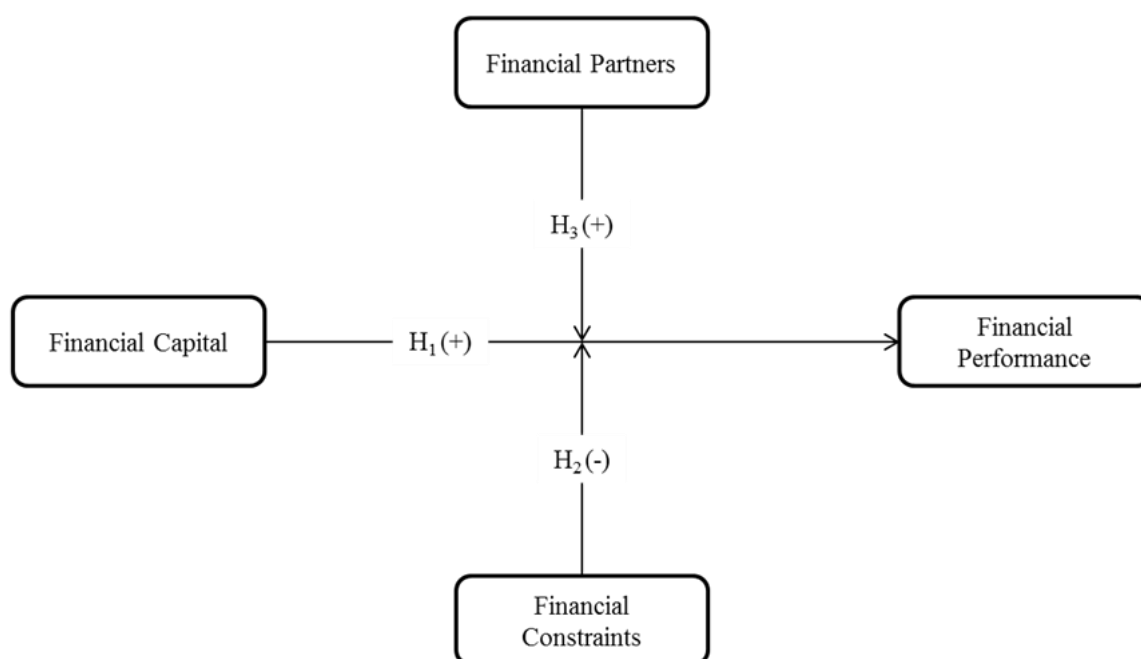 Financial Partners
H₃(+)
Financial Capital
H₁(+)
Financial
Performance
H₂(-)
Financial
Constraints